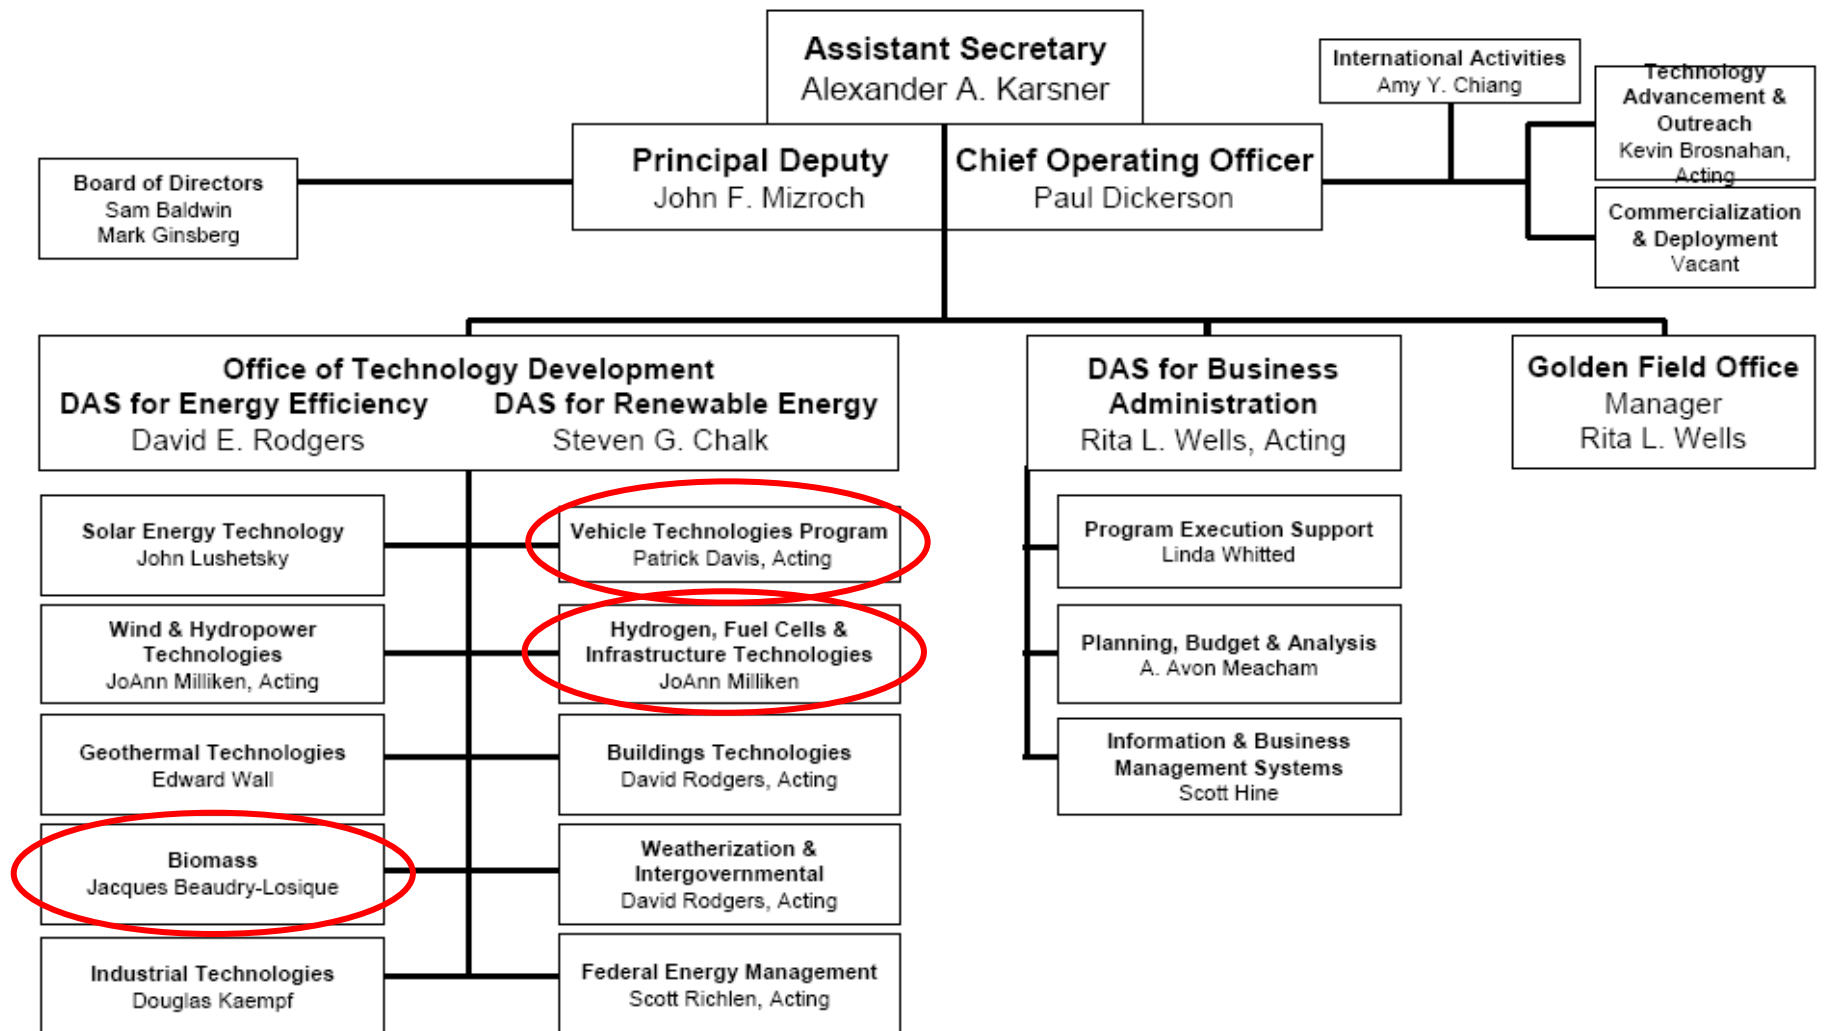 Assistant Secretary
Alexander A. Karsner
International Activities
Amy Y. Chiang
Technology
Advancement &
Outreach
Kevin Brosnahan,
Acting
Principal Deputy
John F. Mizroch
Chief Operating Officer
Paul Dickerson
Board of Directors
Sam Baldwin
Mark Ginsberg
Commercialization
& Deployment
Vacant
Office of Technology Development
DAS for Energy Efficiency
David E. Rodgers
DAS for Renewable Energy
Steven G. Chalk
DAS for Business
Administration
Rita L. Wells, Acting
Golden Field Office
Manager
Rita L. Wells
Solar Energy Technology
John Lushetsky
Vehicle Technologies Program
Patrick Davis, Acting
Program Execution Support
Linda Whitted
Wind & Hydropower
Technologies
JoAnn Milliken, Acting
Hydrogen, Fuel Cells &
Infrastructure Technologies
JoAnn Milliken
Planning, Budget & Analysis
A. Avon Meacham
Geothermal Technologies
Edward Wall
Buildings Technologies
David Rodgers, Acting
Information & Business
Management Systems
Scott Hine
Biomass
Jacques Beaudry-Losique
Weatherization &
Intergovernmental
David Rodgers, Acting
Industrial Technologies
Douglas Kaempf
Federal Energy Management
Scott Richlen, Acting